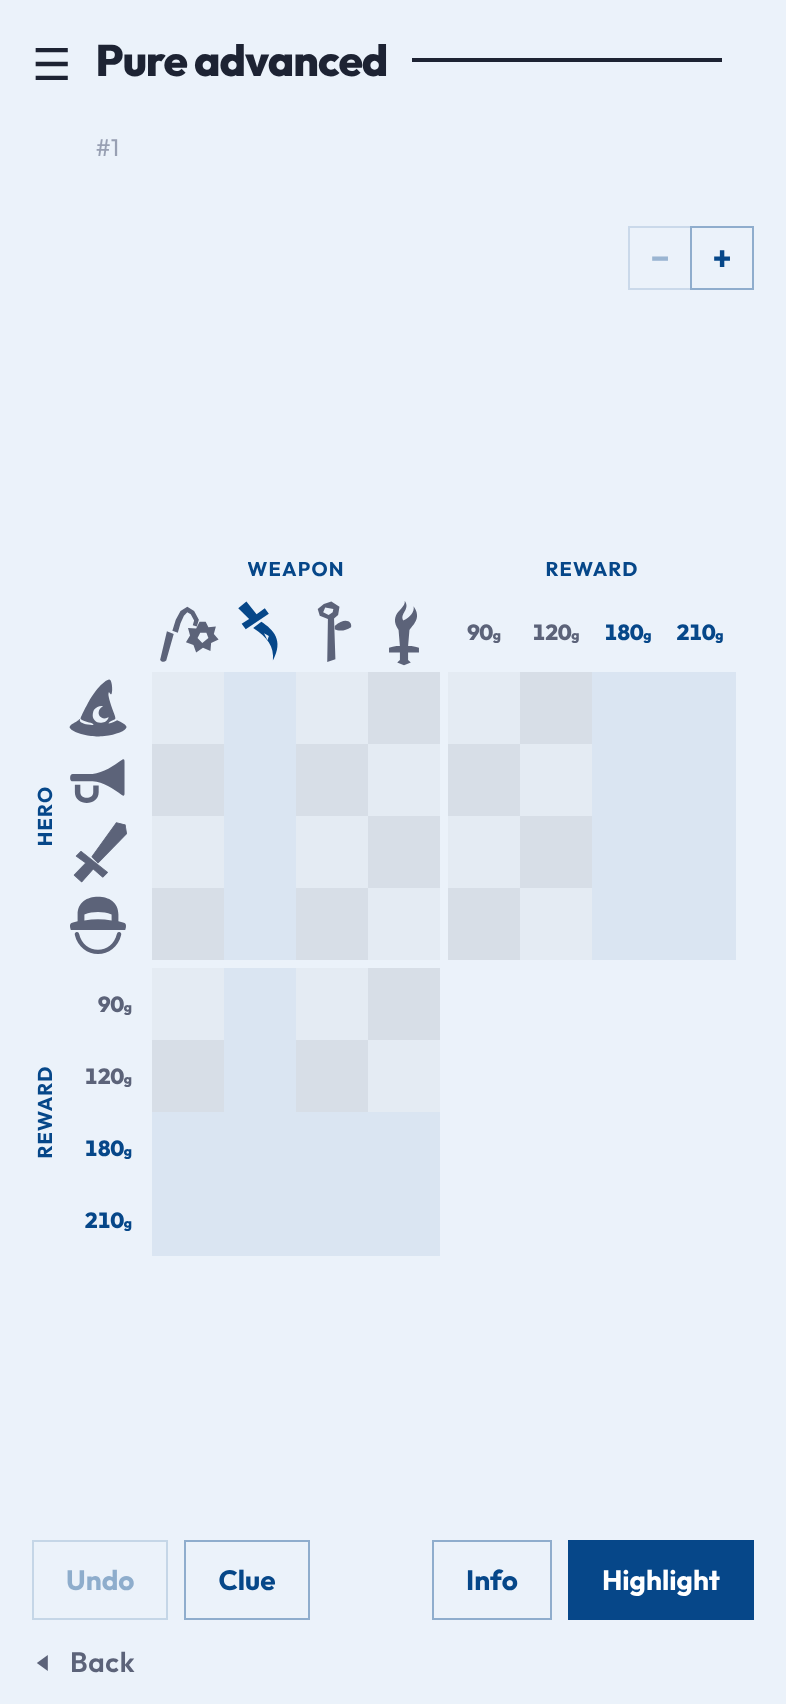 Pure advanced
#1
− +
WEAPON REWARD
90g 120g 180g 210g
HERO
REWARD
90g
120g
180g
210g
Undo Clue Info Highlight
Back